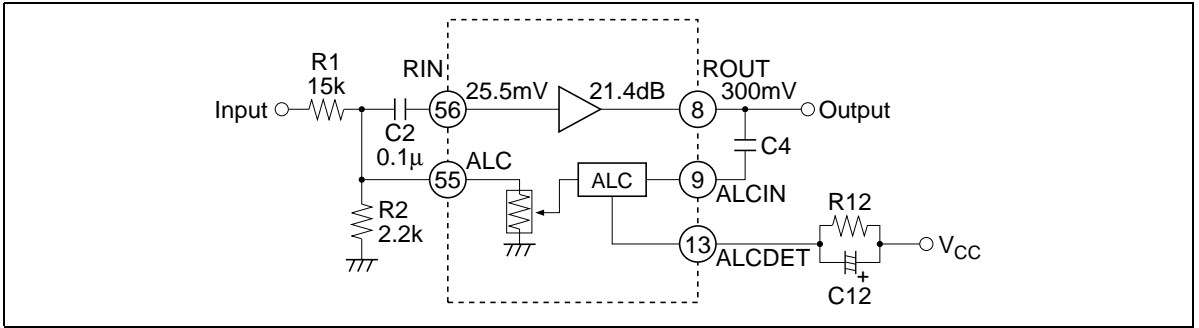 R1
15k
RIN
ROUT
Input
56
25.5mV
21.4dB
8
300mV
Output
C2
0.1μ
C4
55
ALC
ALC
9
ALCIN
R2
2.2k
R12
13
ALCDET
VCC
+
C12